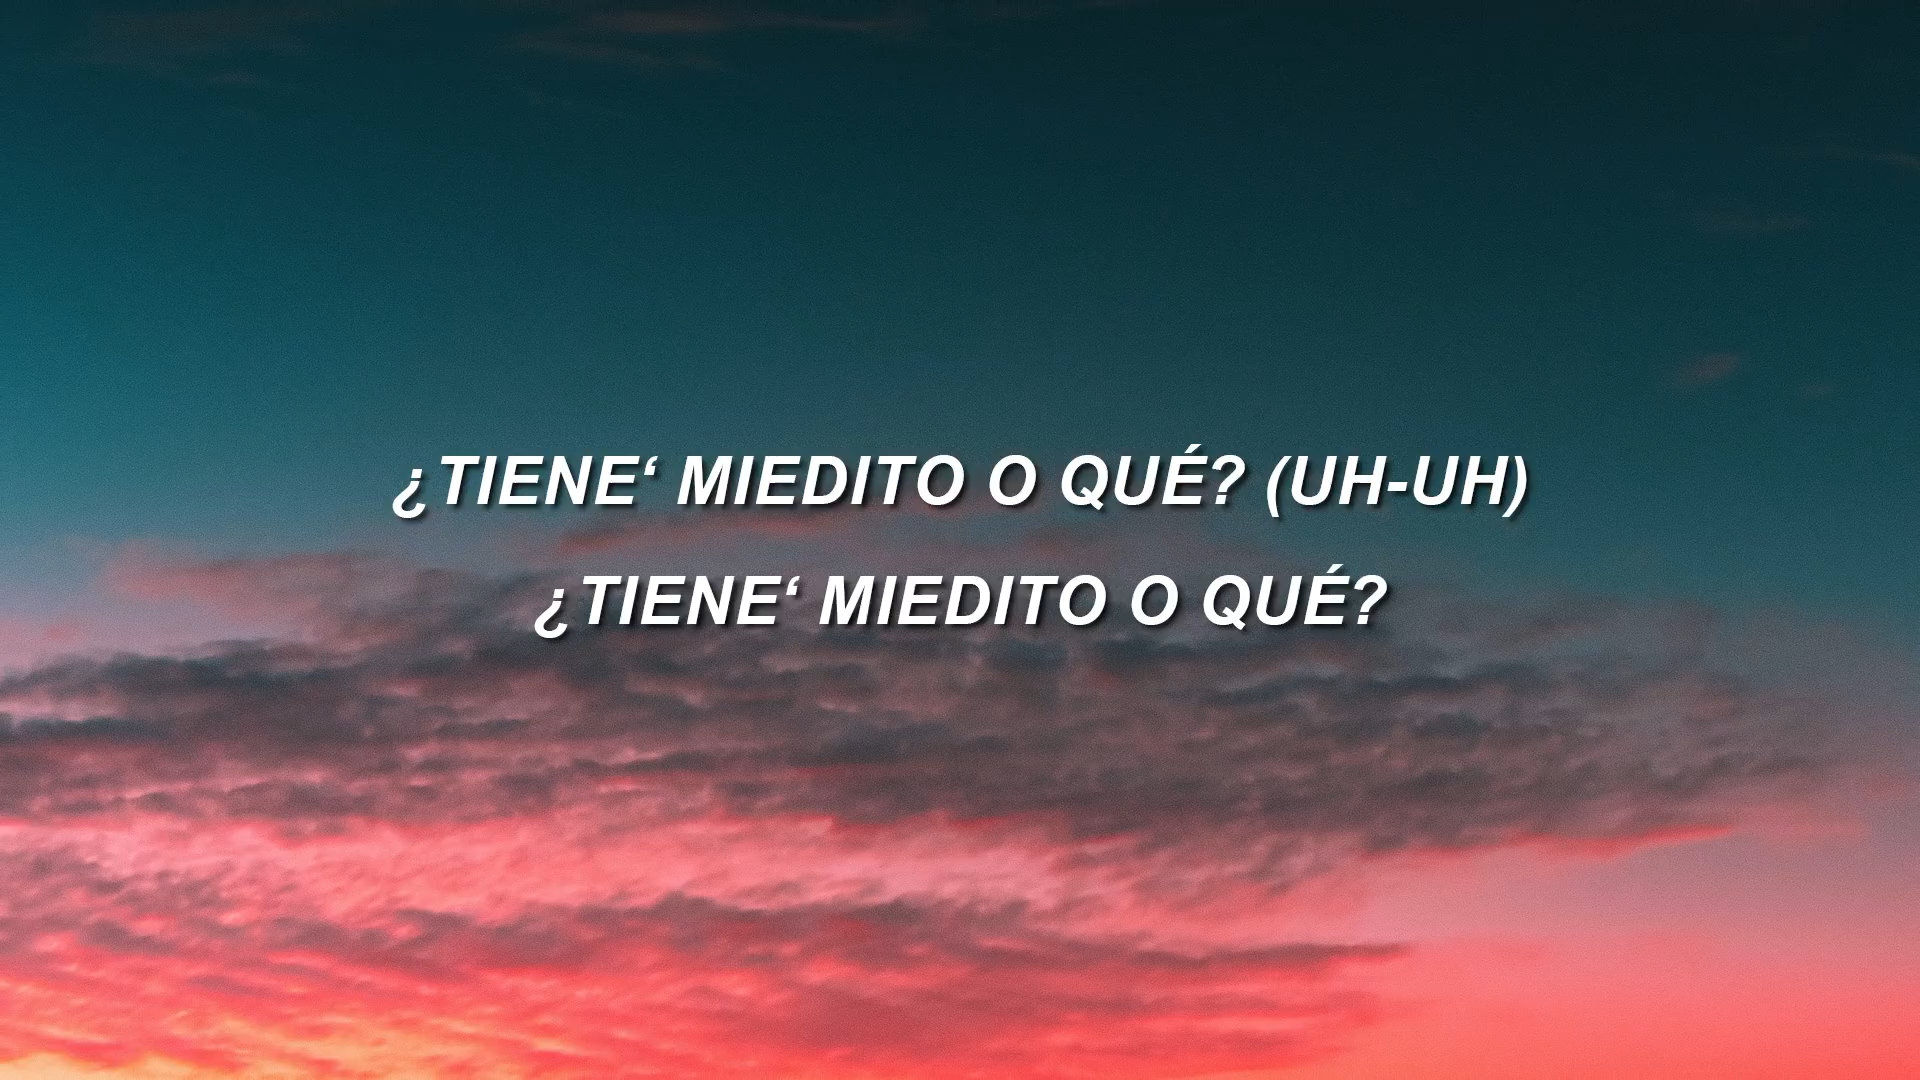 ¿TIENE‘ MIEDITO O QUÉ? (UH-UH)
¿TIENE‘ MIEDITO O QUÉ?